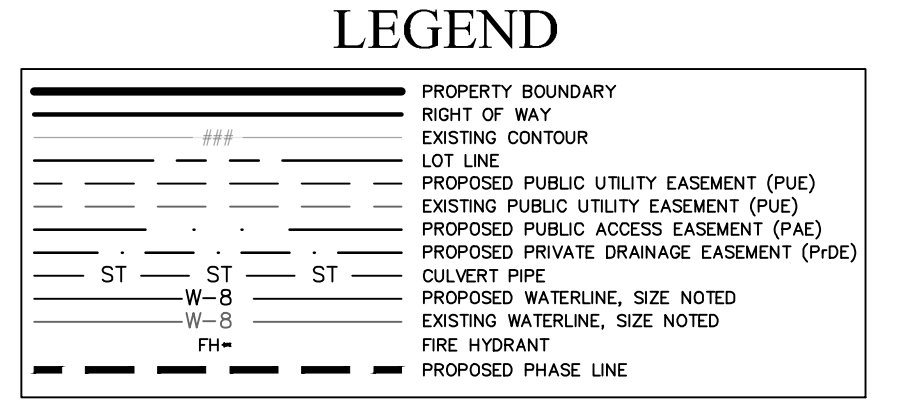 LEGEND
PROPERTY BOUNDARY
RIGHT OF WAY
### EXISTING CONTOUR
LOT LINE
PROPOSED PUBLIC UTILITY EASEMENT (PUE)
EXISTING PUBLIC UTILITY EASEMENT (PUE)
PROPOSED PUBLIC ACCESS EASEMENT (PAE)
PROPOSED PRIVATE DRAINAGE EASEMENT (PrDE)
ST ST ST CULVERT PIPE
W-8 PROPOSED WATERLINE, SIZE NOTED
W-8 EXISTING WATERLINE, SIZE NOTED
FH FIRE HYDRANT
PROPOSED PHASE LINE